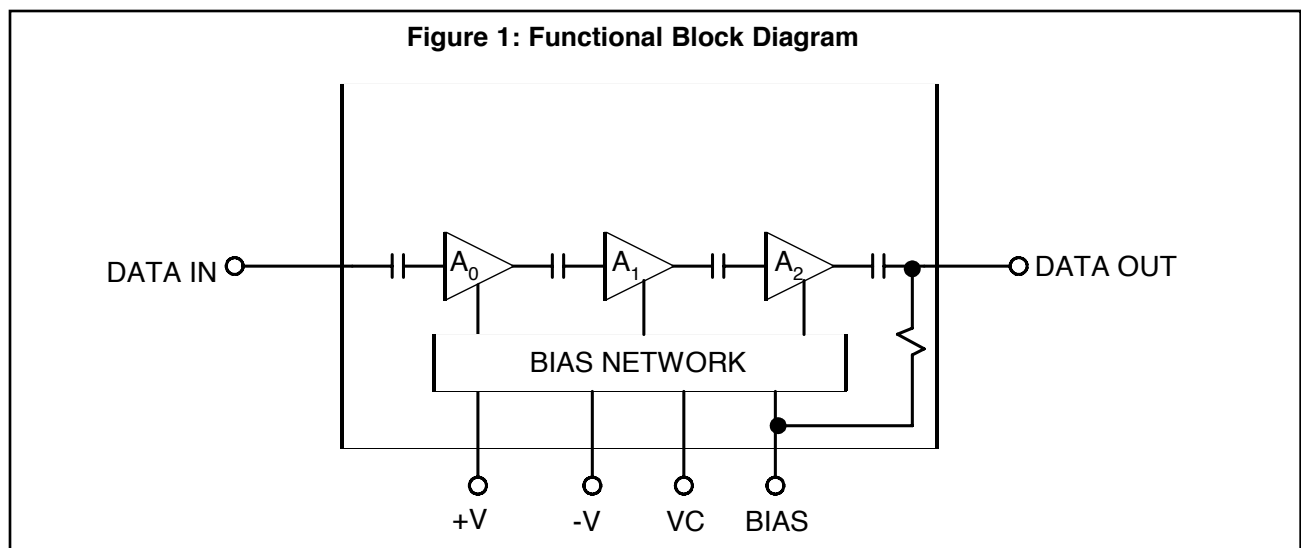 Figure 1: Functional Block Diagram
DATA IN
A0
A1
A2
DATA OUT
BIAS NETWORK
+V
-V
VC
BIAS